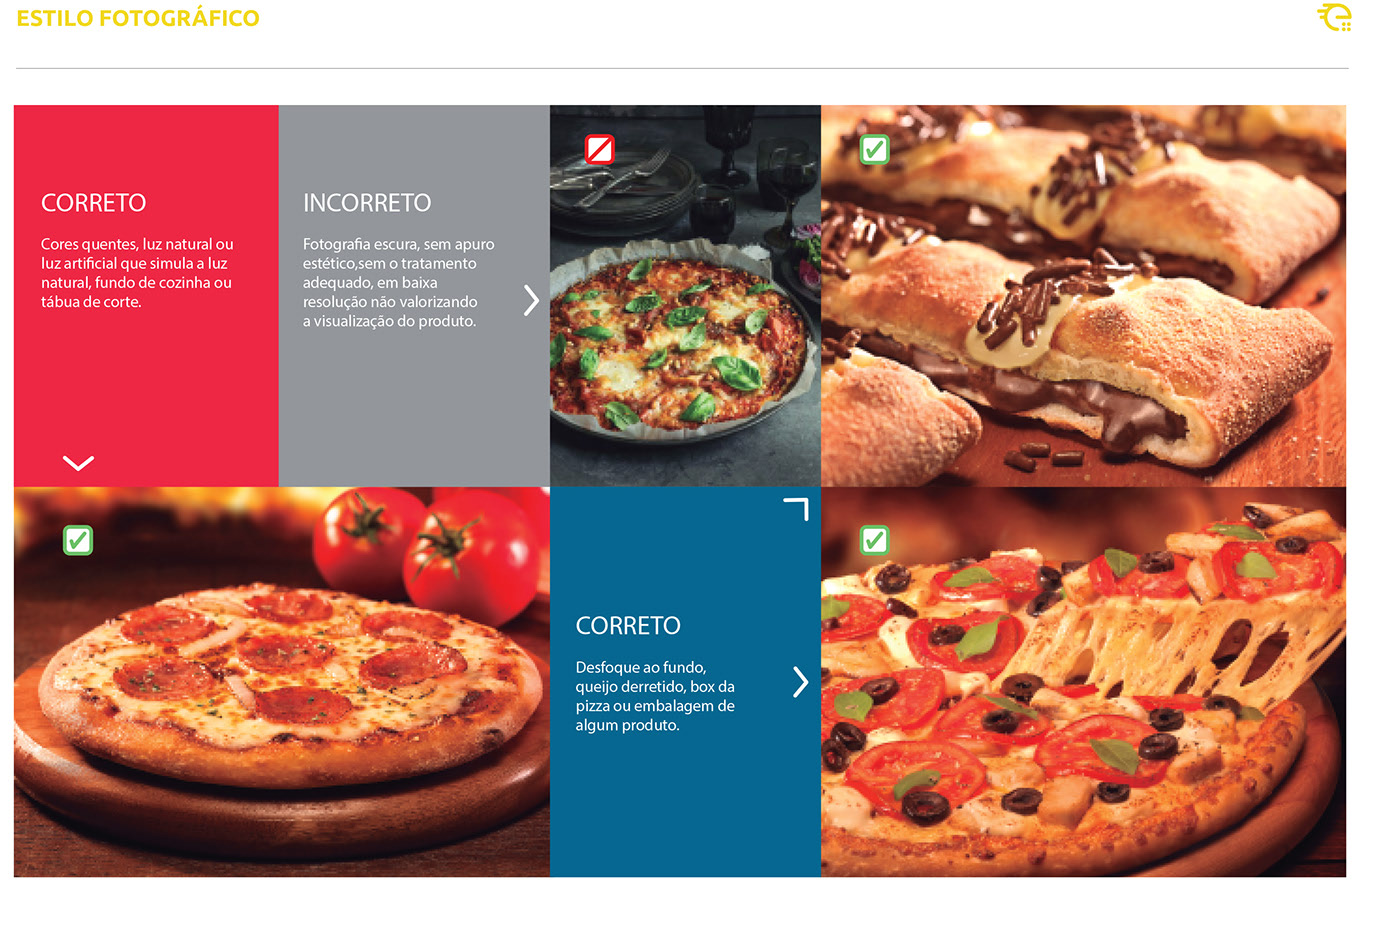 ESTILO FOTOGRÁFICO
CORRETO
Cores quentes, luz natural ou
luz artificial que simula a luz
natural, fundo de cozinha ou
tábua de corte.
INCORRETO
Fotografia escura, sem apuro
estético,sem o tratamento
adequado, em baixa
resolução não valorizando
a visualização do produto.
CORRETO
Desfoque ao fundo,
queijo derretido, box da
pizza ou embalagem de
algum produto.